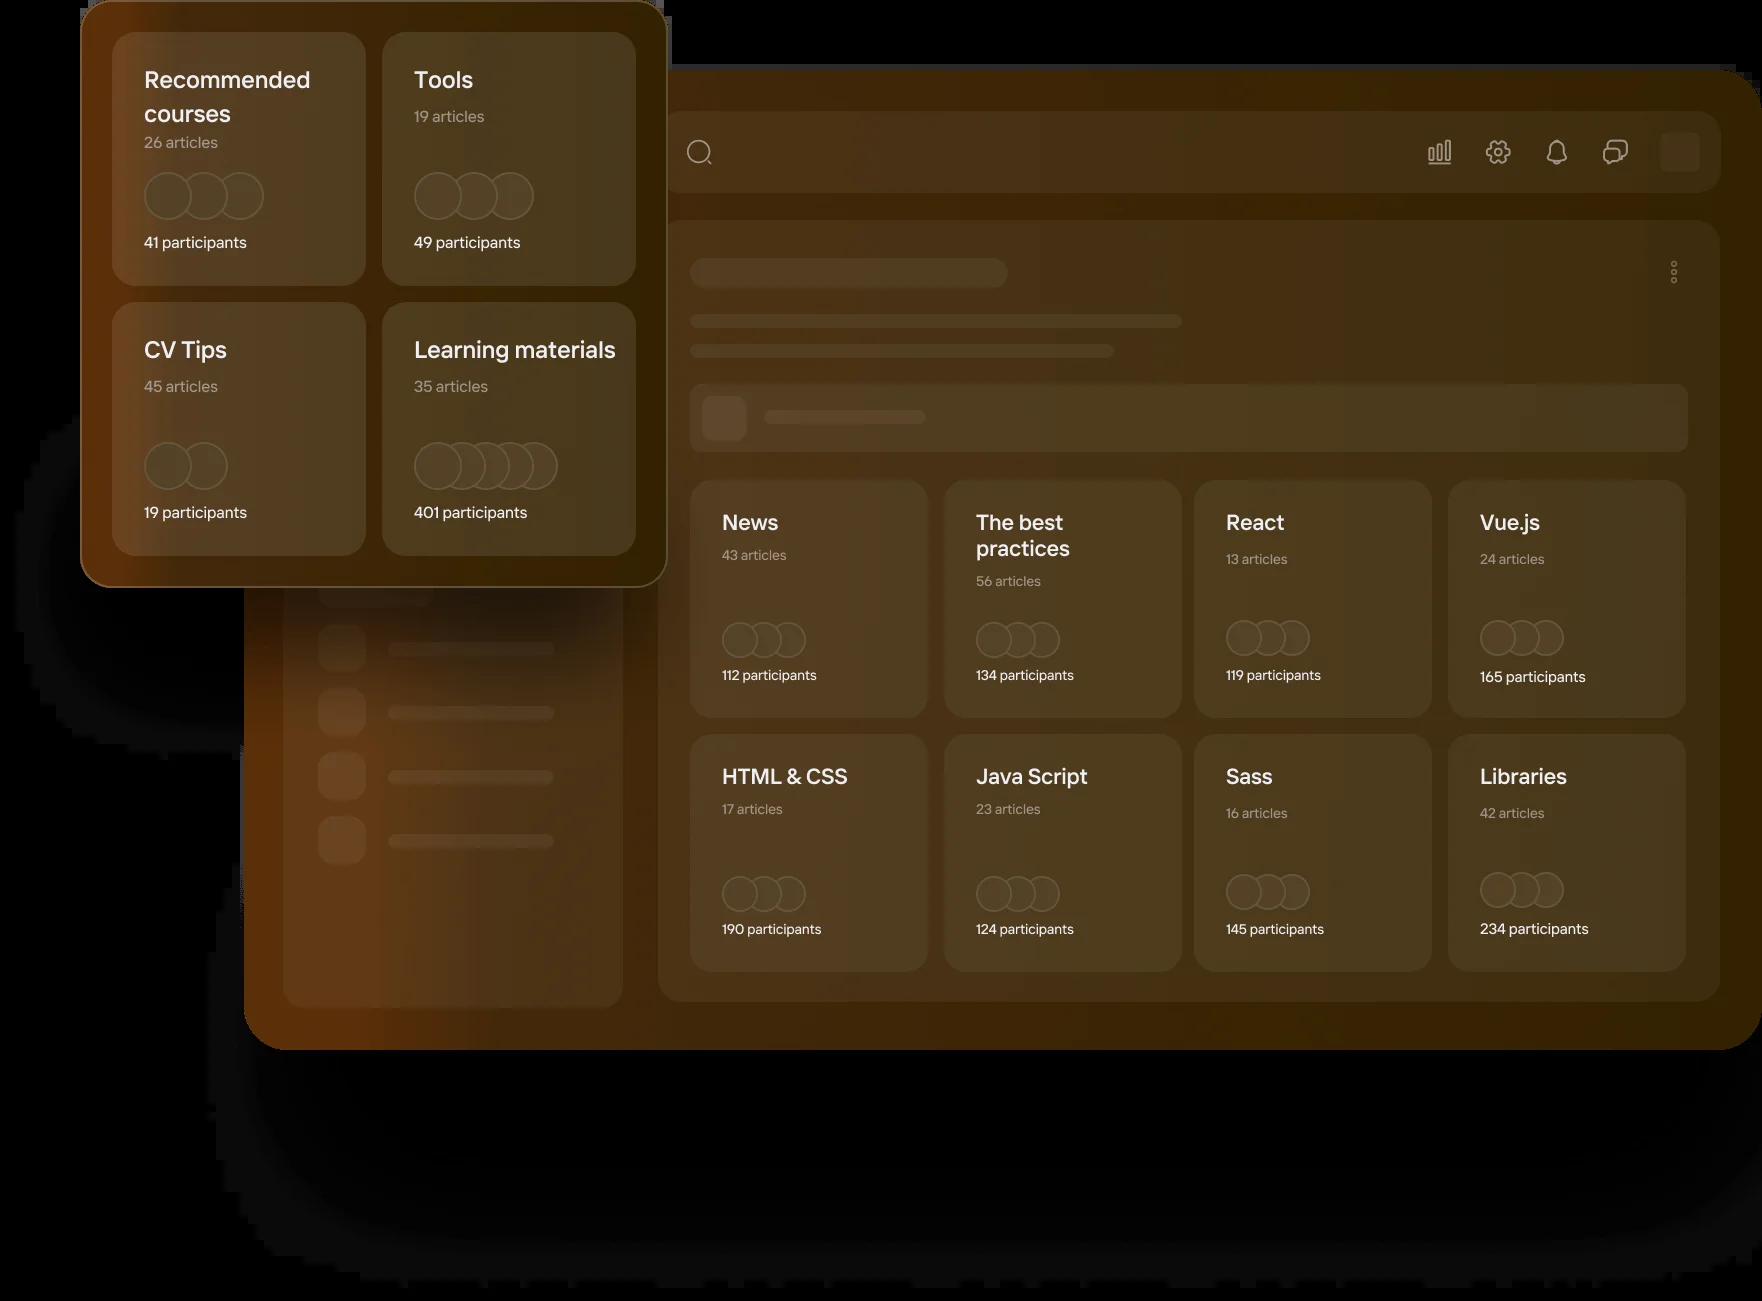 Recommended
courses
26 articles
41 participants
Tools
19 articles
49 participants
CV Tips
45 articles
19 participants
Learning materials
35 articles
401 participants
News
43 articles
112 participants
The best
practices
56 articles
134 participants
React
13 articles
119 participants
Vue.js
24 articles
165 participants
HTML & CSS
17 articles
190 participants
Java Script
23 articles
124 participants
Sass
16 articles
145 participants
Libraries
42 articles
234 participants